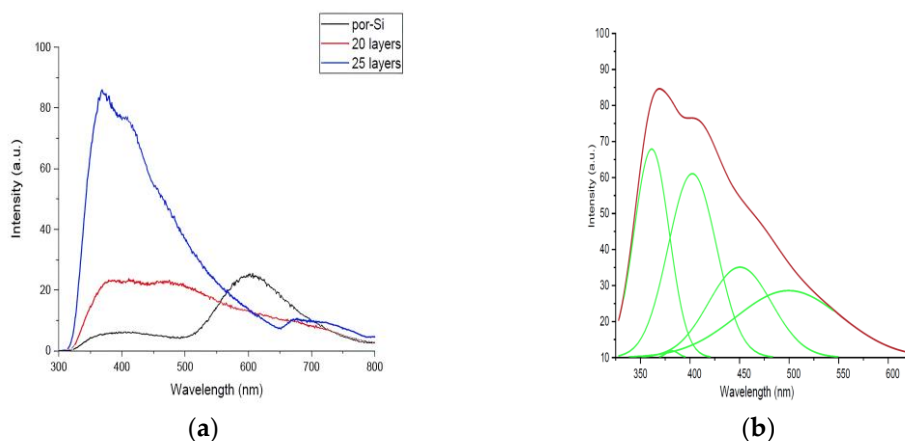 por-Si
20 layers
25 layers
100
80
60
40
20
0
300 400 500 600 700 800
Intensity (a.u.)
Wavelength (nm)
(a)
100
90
80
70
60
50
40
30
20
10
350 400 450 500 550 600
Intensity (a.u.)
Wavelength (nm)
(b)